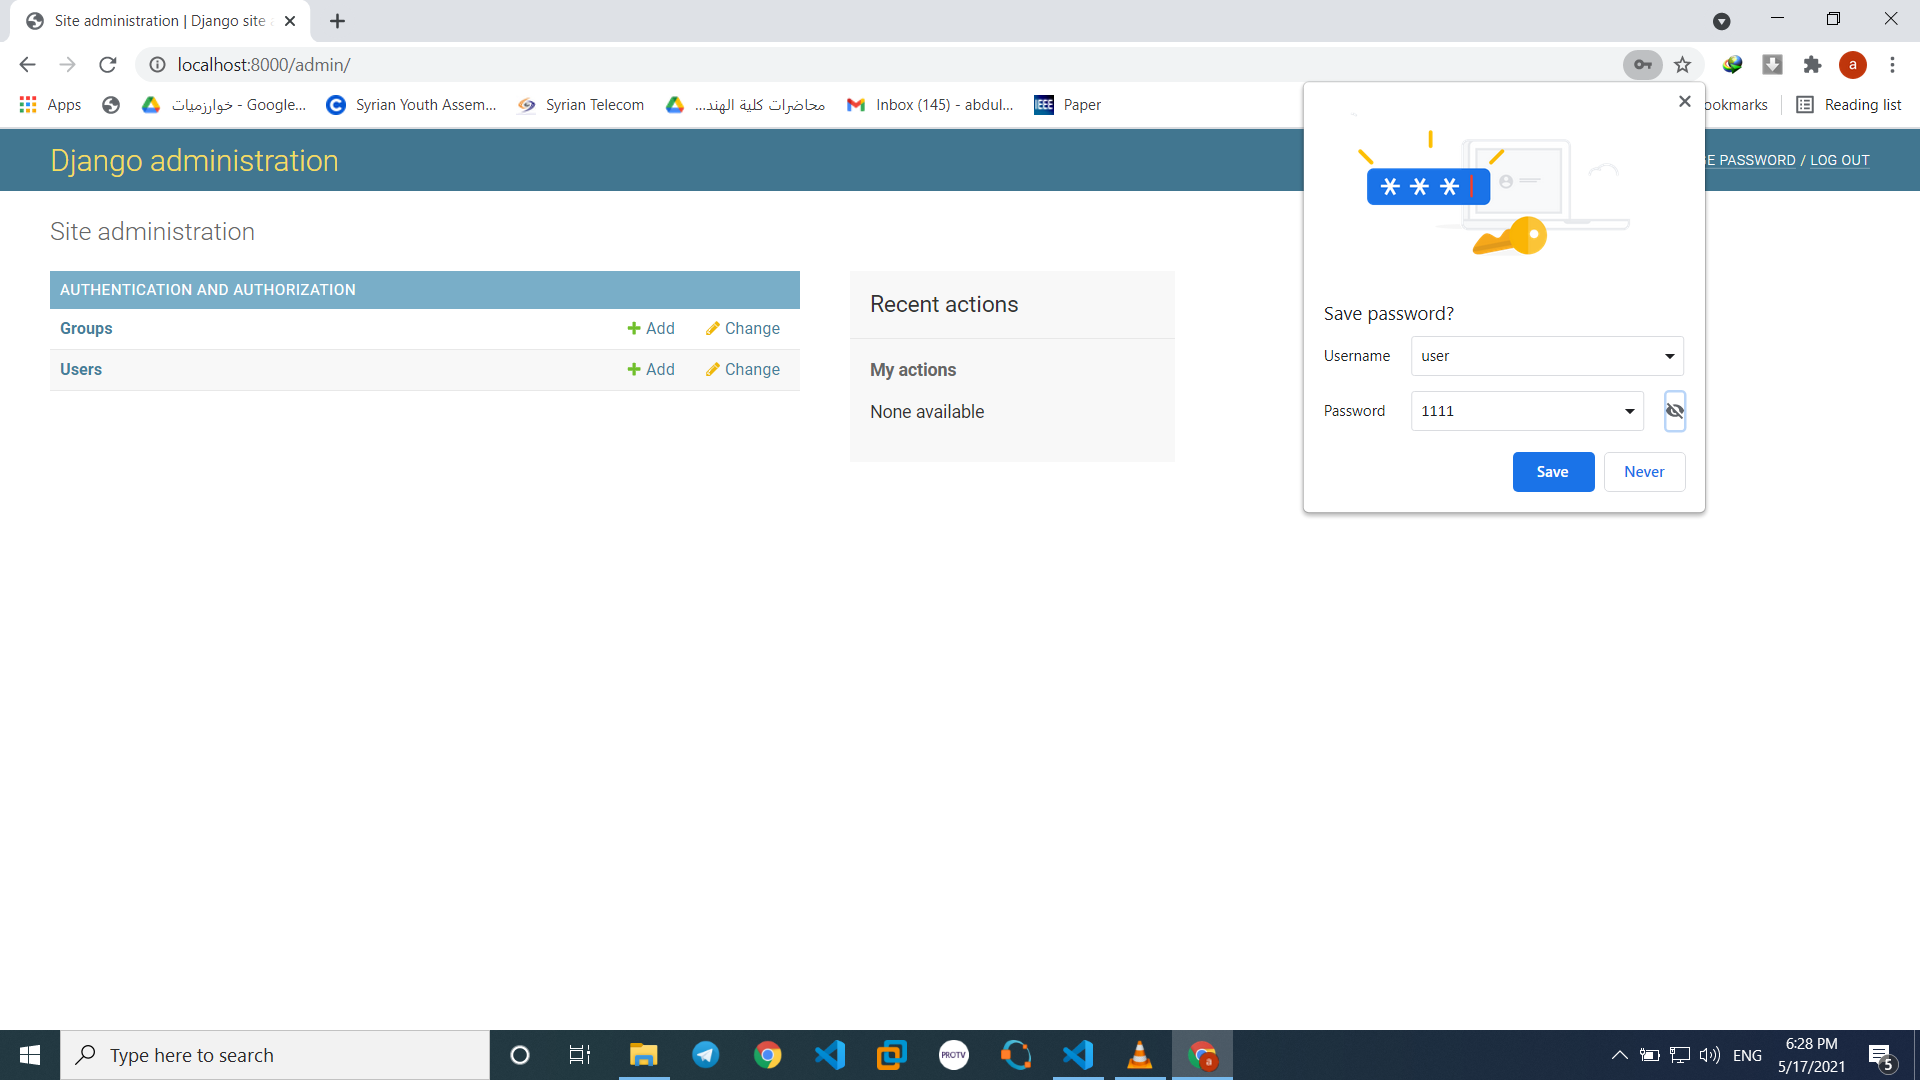 Site administration | Django site
localhost:8000/admin/
Apps
خوارزميات - Google...
Syrian Youth Assem...
Syrian Telecom
محاضرات كلية الهند...
Inbox (145) - abdul...
IEEE Paper
ookmarks
Reading list
a
Django administration
E PASSWORD / LOG OUT
Site administration
AUTHENTICATION AND AUTHORIZATION
Groups Add Change
Users Add Change
Recent actions
My actions
None available
* * *
Save password?
Username user
Password 1111
Save Never
Type here to search
PROTV
a
ENG
6:28 PM
5/17/2021
5